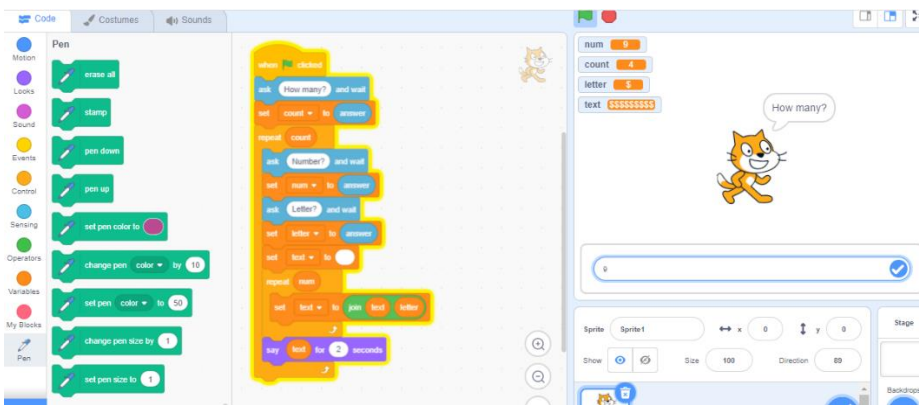 Code
Costumes
Sounds
Motion
Looks
Sound
Events
Control
Sensing
Operators
Variables
My Blocks
Pen
Pen
erase all
stamp
pen down
pen up
set pen color to
change pen color by 10
set pen color to 50
change pen size by 1
set pen size to 1
when clicked
ask How many? and wait
set count to answer
repeat count
ask Number? and wait
set num to answer
ask Letter? and wait
set letter to answer
set text to
repeat num
set text to join text letter
say text for 2 seconds
num 9
count 4
letter $
text $$$$$$$$$
How many?
9
Sprite Sprite1 x 0 y 0
Show Size 100 Direction 89
Stage
Backdrops